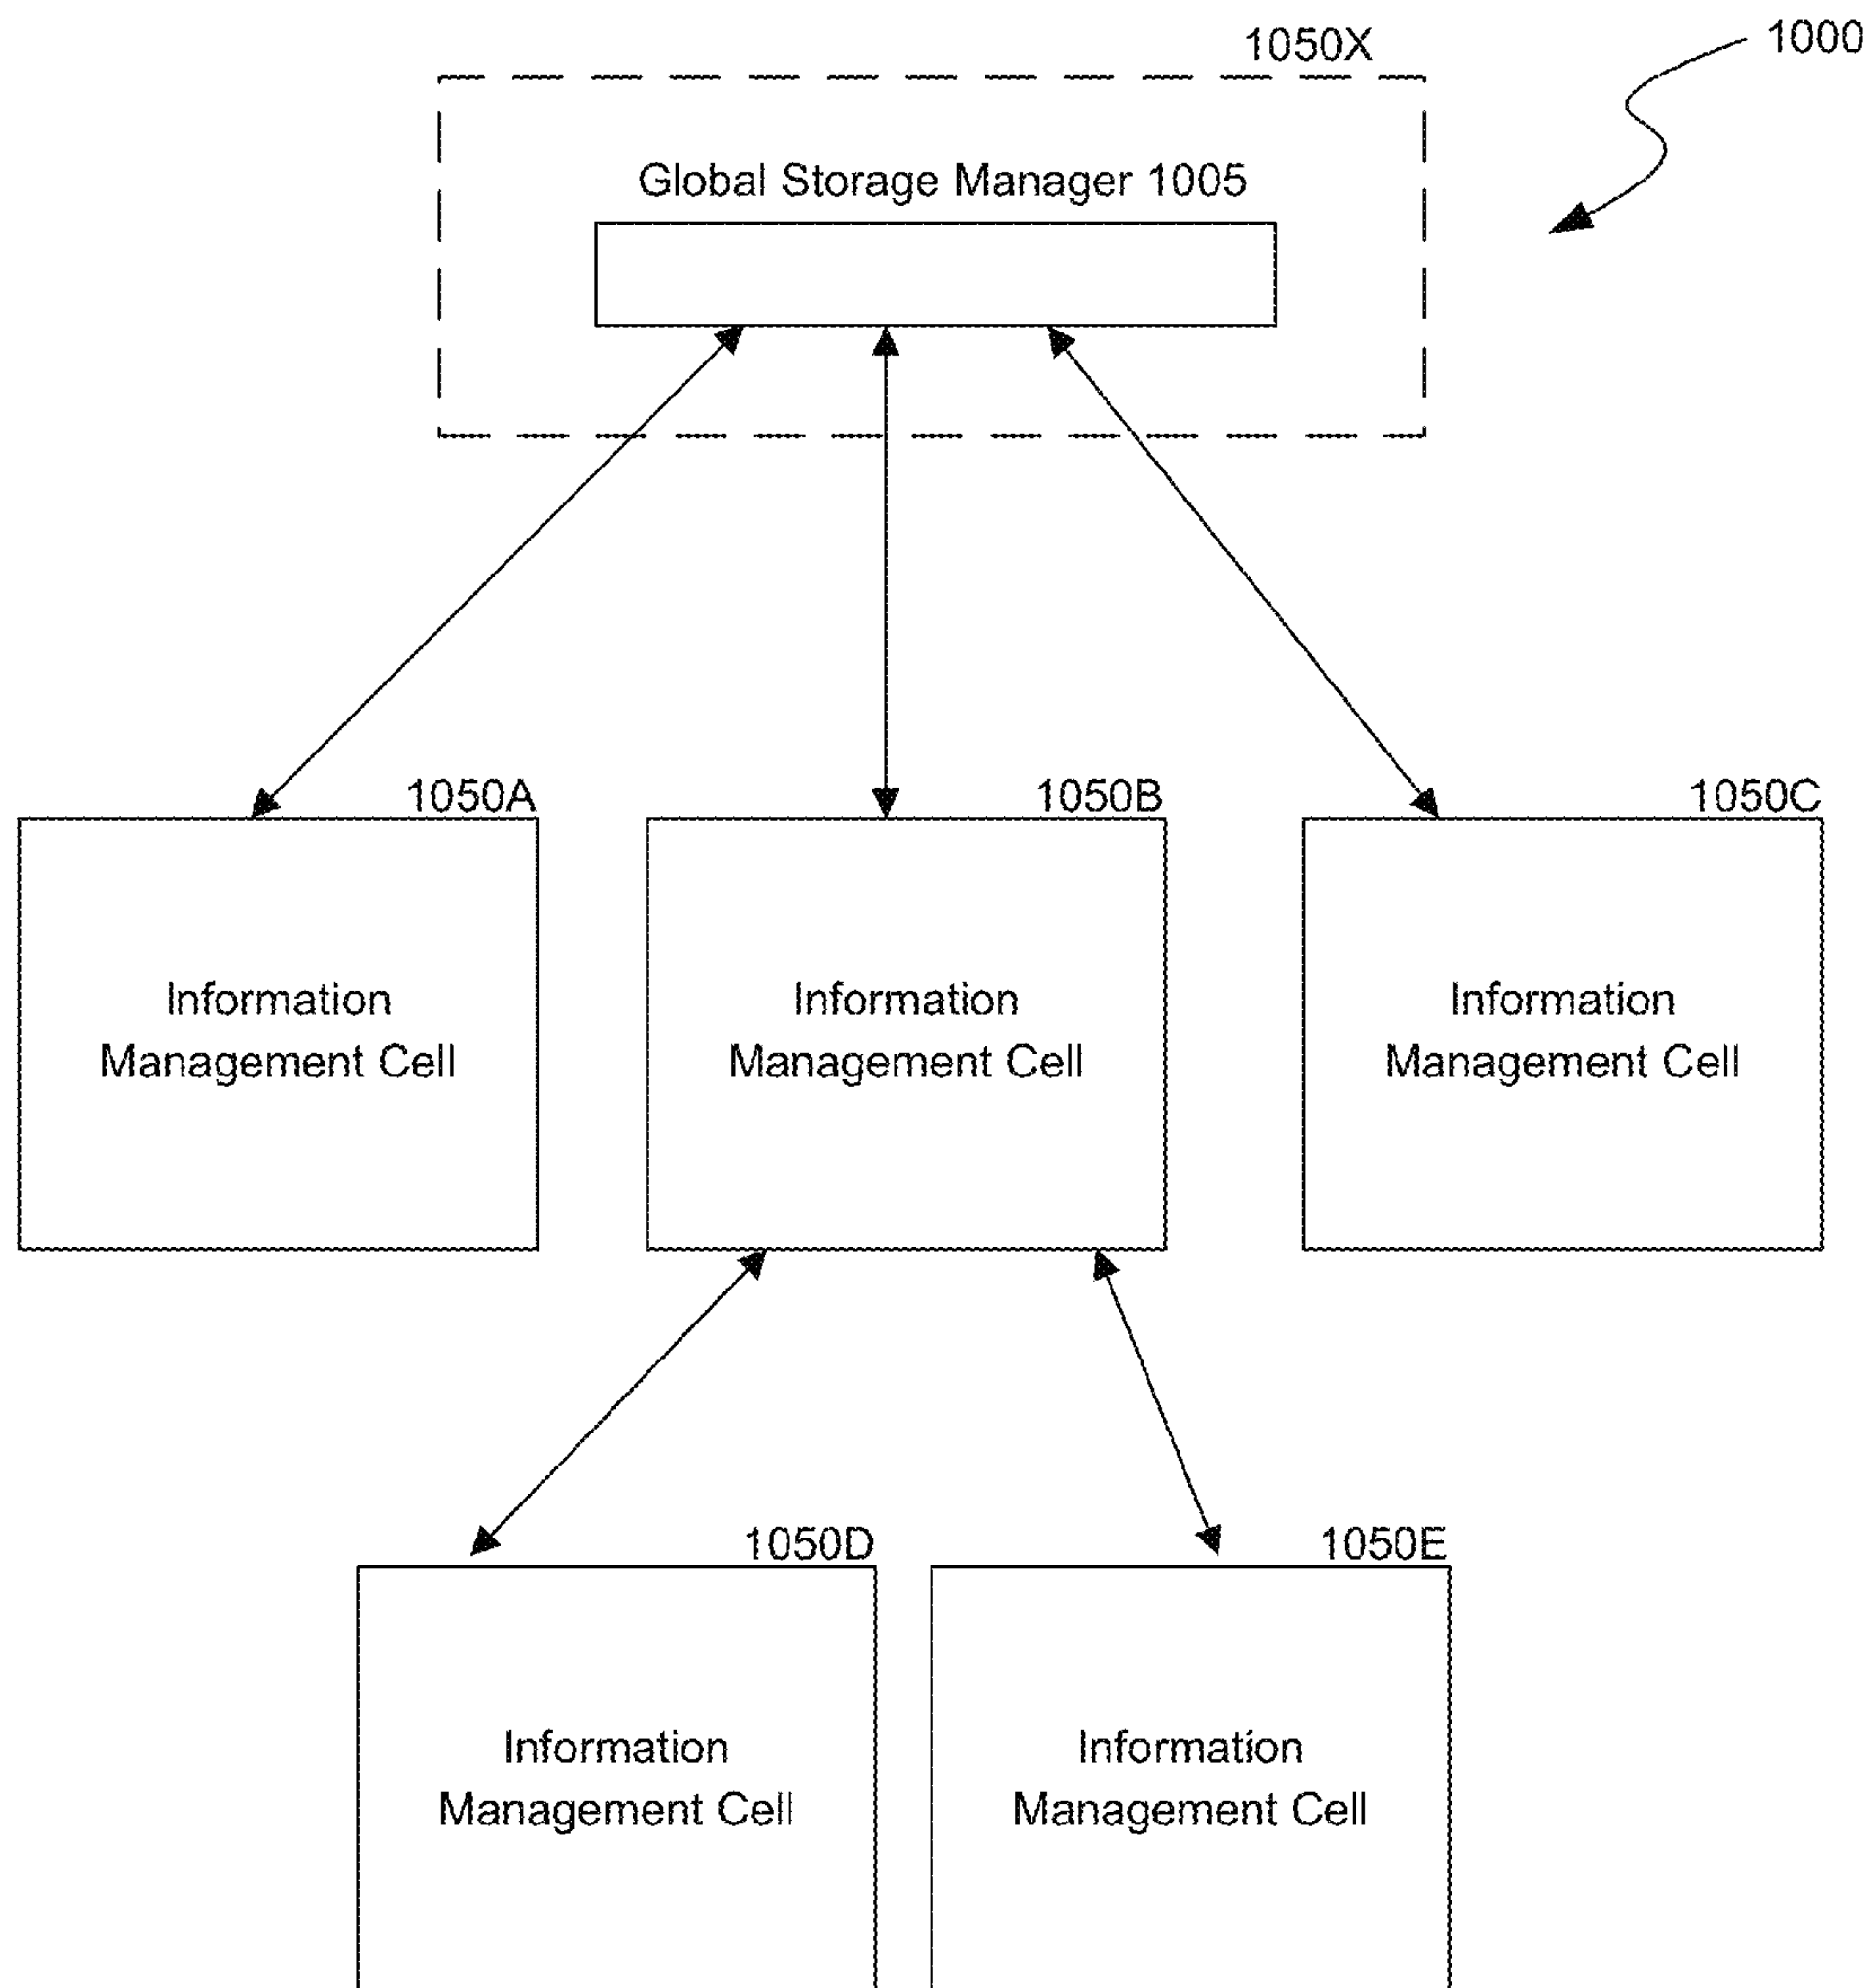 1050X
1000
Global Storage Manager 1005
1050A
1050B
1050C
Information
Management Cell
Information
Management Cell
Information
Management Cell
1050D
1050E
Information
Management Cell
Information
Management Cell